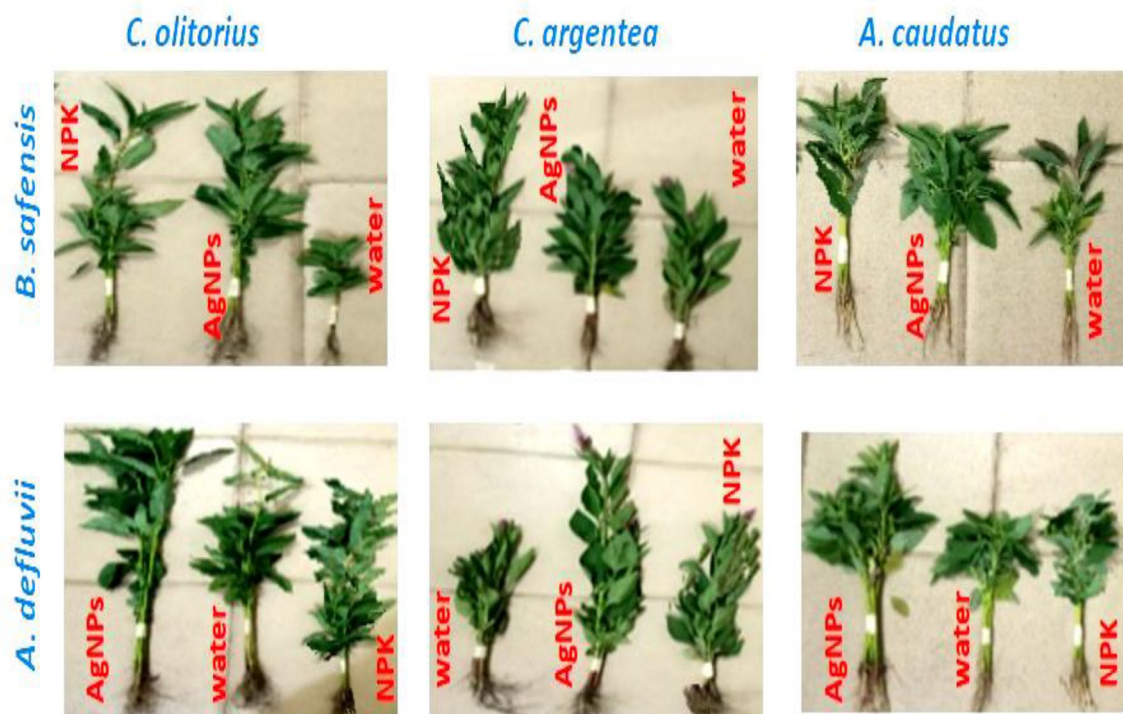 C. olitorius
C. argentea
A. caudatus
B. safensis
NPK
AgNPs
water
NPK
AgNPs
water
NPK
AgNPs
water
A. defluvii
AgNPs
water
NPK
water
AgNPs
NPK
AgNPs
water
NPK